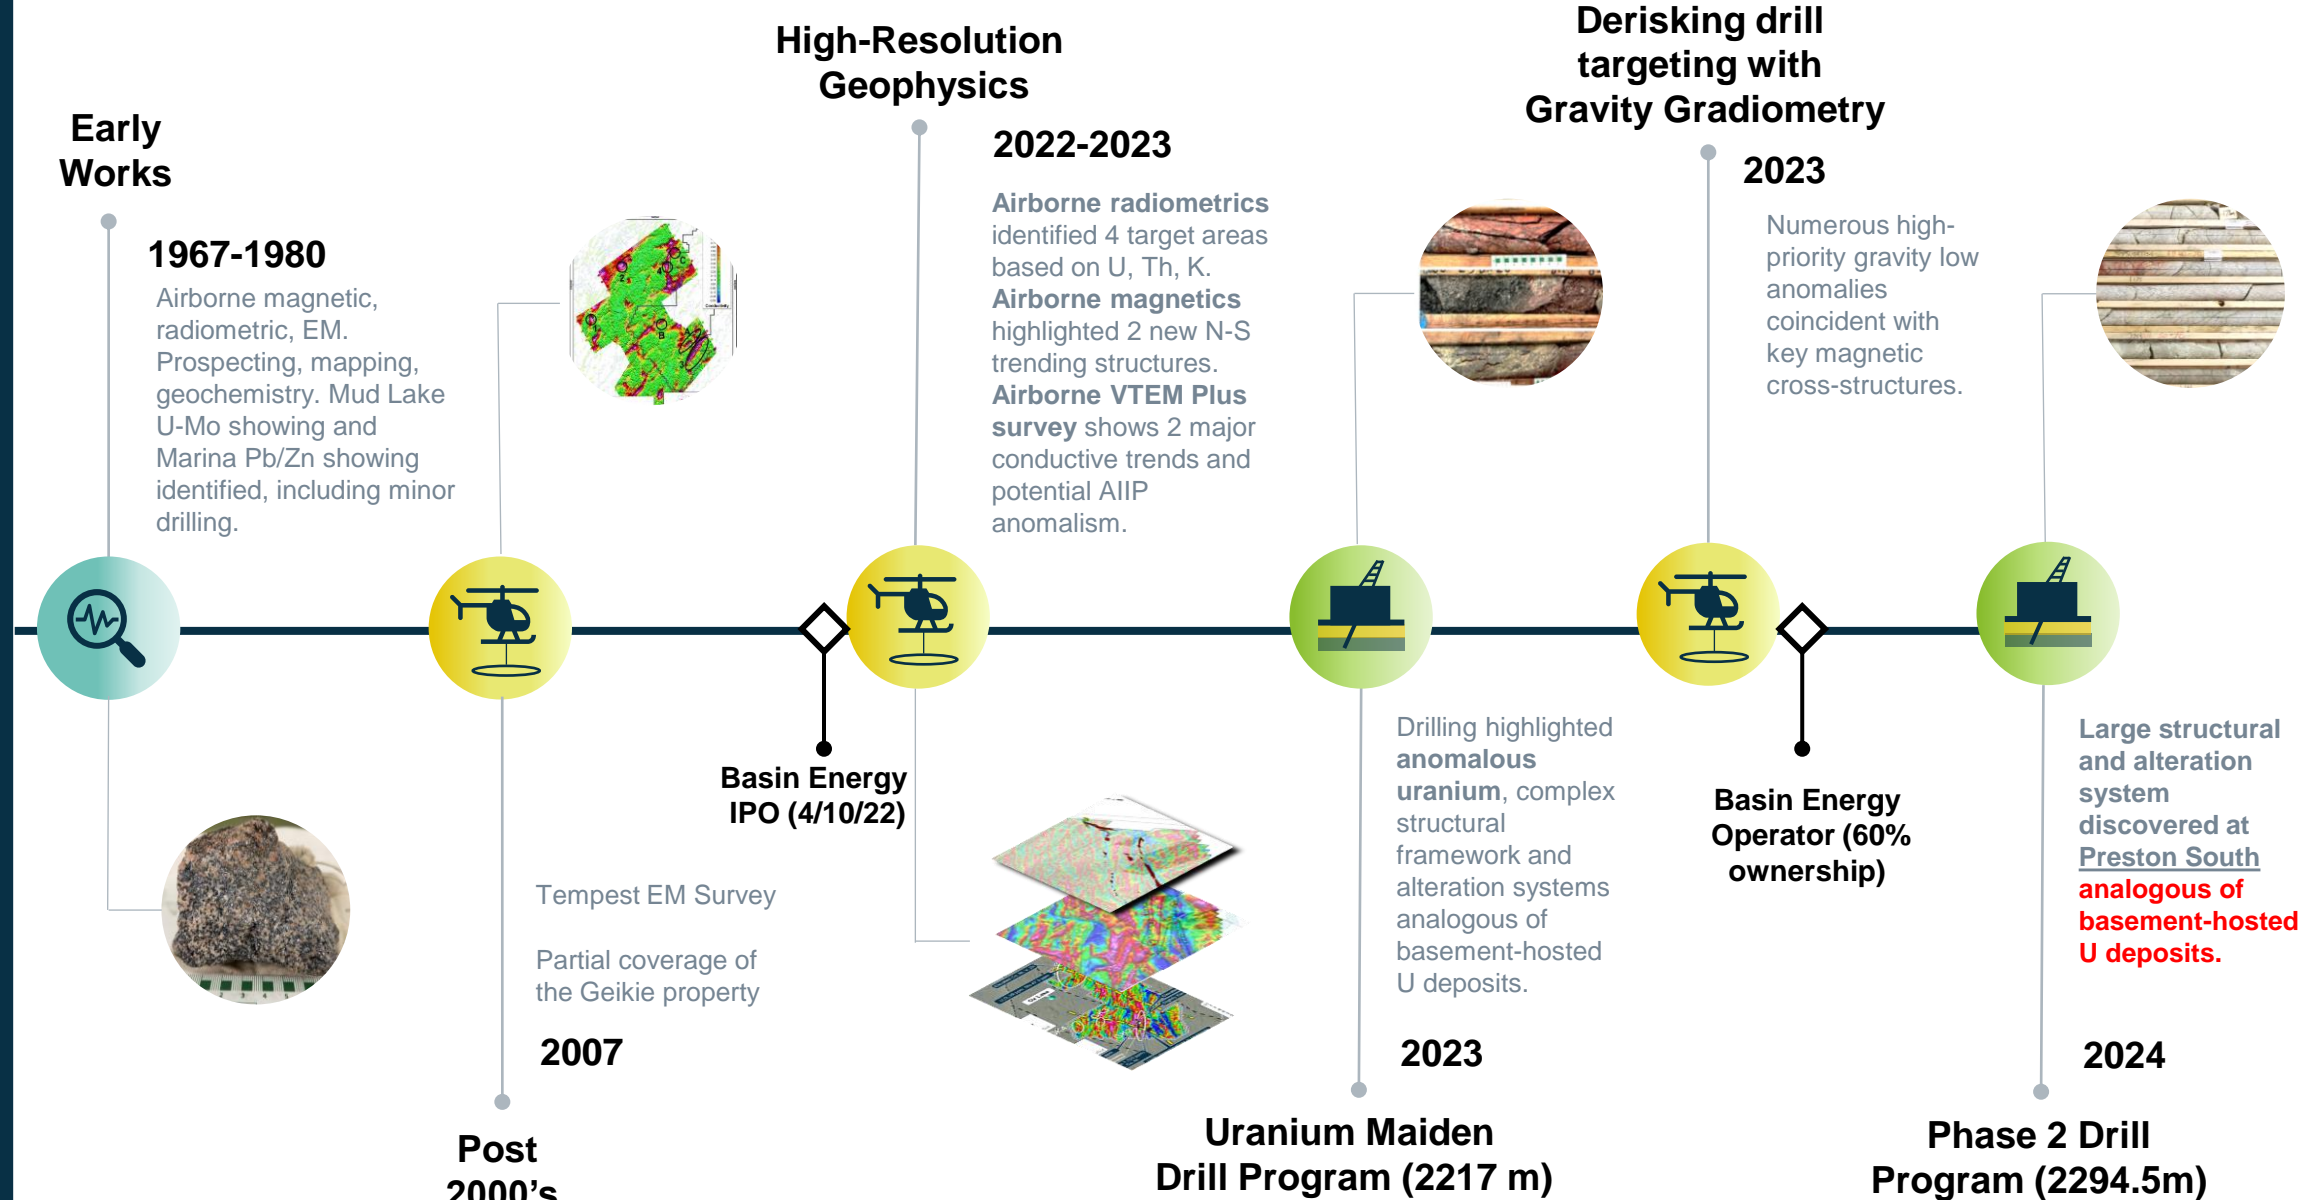 Early
Works
1967-1980
Airborne magnetic,
radiometric, EM.
Prospecting, mapping,
geochemistry. Mud Lake
U-Mo showing and
Marina Pb/Zn showing
identified, including minor
drilling.
Tempest EM Survey
Partial coverage of
the Geikie property
2007
Post
2000's
Basin Energy
IPO (4/10/22)
High-Resolution
Geophysics
2022-2023
Airborne radiometrics
identified 4 target areas
based on U, Th, K.
Airborne magnetics
highlighted 2 new N-S
trending structures.
Airborne VTEM Plus
survey shows 2 major
conductive trends and
potential AIIP
anomalism.
Drilling highlighted
anomalous
uranium, complex
structural
framework and
alteration systems
analogous of
basement-hosted
U deposits.
2023
Uranium Maiden
Drill Program (2217 m)
Derisking drill
targeting with
Gravity Gradiometry
2023
Numerous high-
priority gravity low
anomalies
coincident with
key magnetic
cross-structures.
Basin Energy
Operator (60%
ownership)
Large structural
and alteration
system
discovered at
Preston South
analogous of
basement-hosted
U deposits.
2024
Phase 2 Drill
Program (2294.5m)